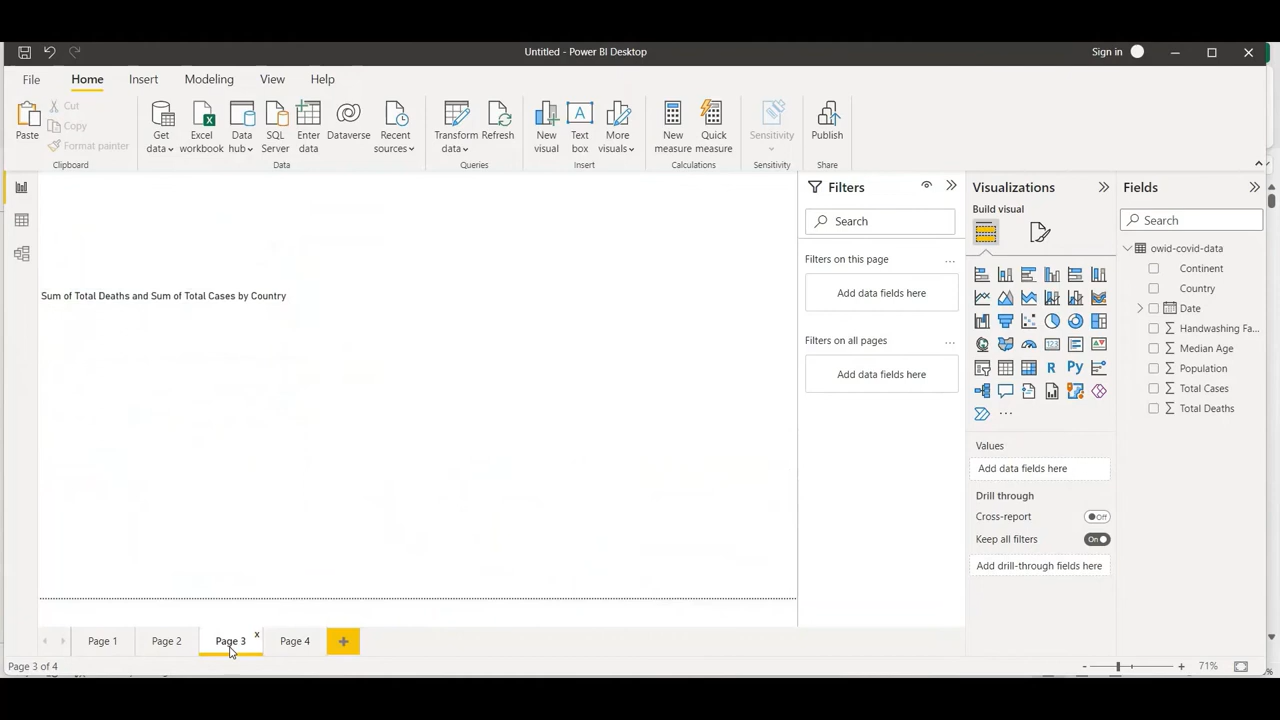 Untitled - Power BI Desktop
Sign in
File Home Insert Modeling View Help
Paste
Cut
Copy
Format painter
Clipboard
Get data
Excel workbook
Data hub
SQL Server
Enter data
Dataverse
Recent sources
Data
Transform data
Refresh
Queries
New visual
A
Text box
More visuals
Insert
New measure
Quick measure
Calculations
Sensitivity
Sensitivity
Publish
Share
Sum of Total Deaths and Sum of Total Cases by Country
Filters
Search
Filters on this page
...
Add data fields here
Filters on all pages
...
Add data fields here
Visualizations
Build visual
123
R
Py
...
Values
Add data fields here
Drill through
Cross-report
Off
Keep all filters
On
Add drill-through fields here
Fields
Search
owid-covid-data
Continent
Country
Date
Σ Handwashing Fa...
Σ Median Age
Σ Population
Σ Total Cases
Σ Total Deaths
Page 1
Page 2
Page 3
x
Page 4
+
Page 3 of 4
- + 71%